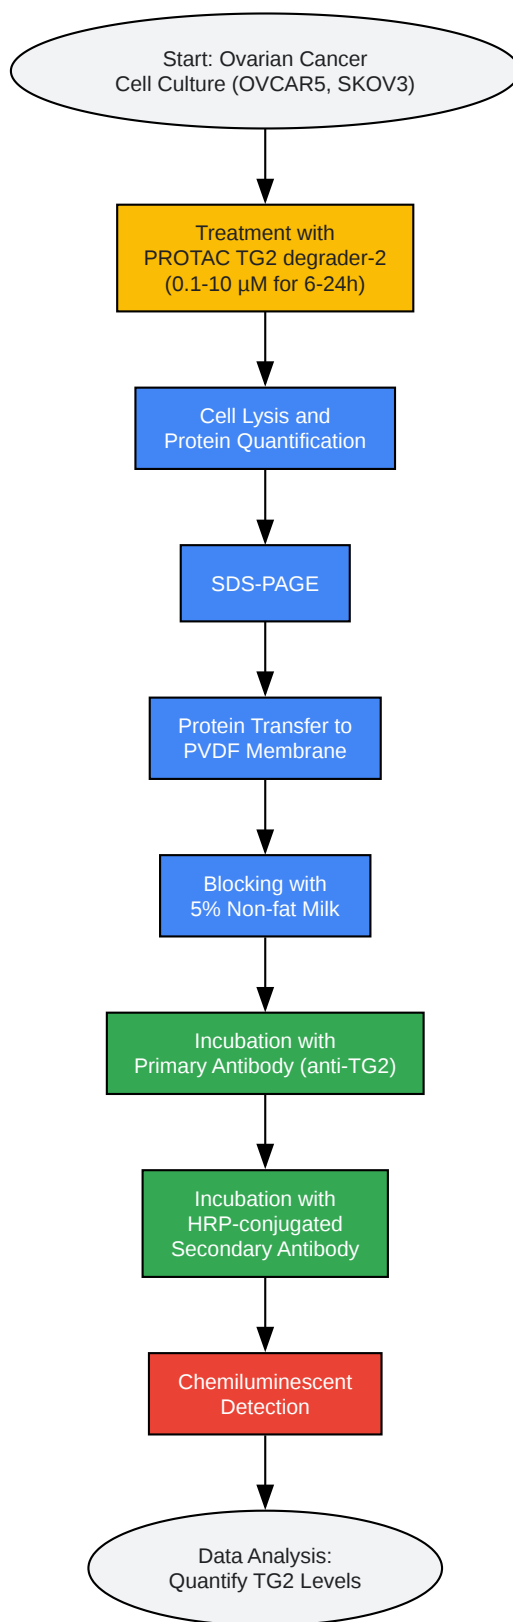 Start: Ovarian Cancer
Cell Culture (OVCAR5, SKOV3)
Treatment with
PROTAC TG2 degrader-2
(0.1-10 µM for 6-24h)
Cell Lysis and
Protein Quantification
SDS-PAGE
Protein Transfer to
PVDF Membrane
Blocking with
5% Non-fat Milk
Incubation with
Primary Antibody (anti-TG2)
Incubation with
HRP-conjugated
Secondary Antibody
Chemiluminescent
Detection
Data Analysis:
Quantify TG2 Levels